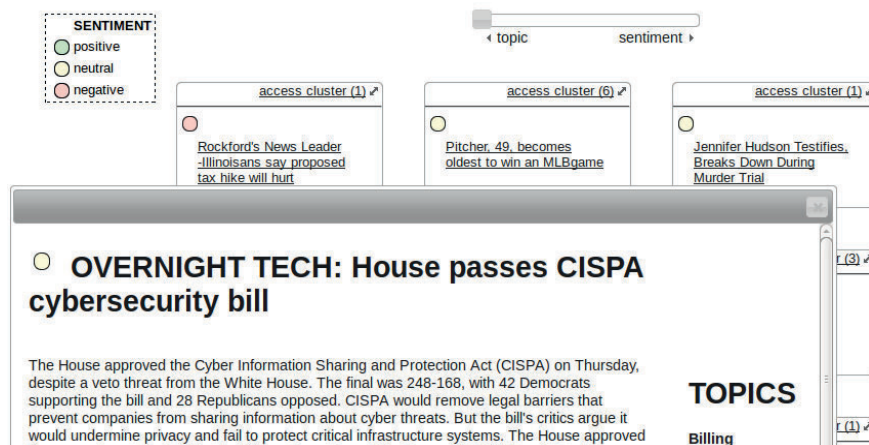 SENTIMENT
positive
neutral
negative
topic
sentiment
access cluster (1)
Rockford's News Leader
-Illinoisans say proposed
tax hike will hurt
access cluster (6)
Pitcher, 49, becomes
oldest to win an MLBgame
access cluster (1)
Jennifer Hudson Testifies,
Breaks Down During
Murder Trial
OVERNIGHT TECH: House passes CISPA
cybersecurity bill
The House approved the Cyber Information Sharing and Protection Act (CISPA) on Thursday,
despite a veto threat from the White House. The final was 248-168, with 42 Democrats
supporting the bill and 28 Republicans opposed. CISPA would remove legal barriers that
prevent companies from sharing information about cyber threats. But the bill's critics argue it
would undermine privacy and fail to protect critical infrastructure systems. The House approved
TOPICS
Billing
r (3)
r (1)